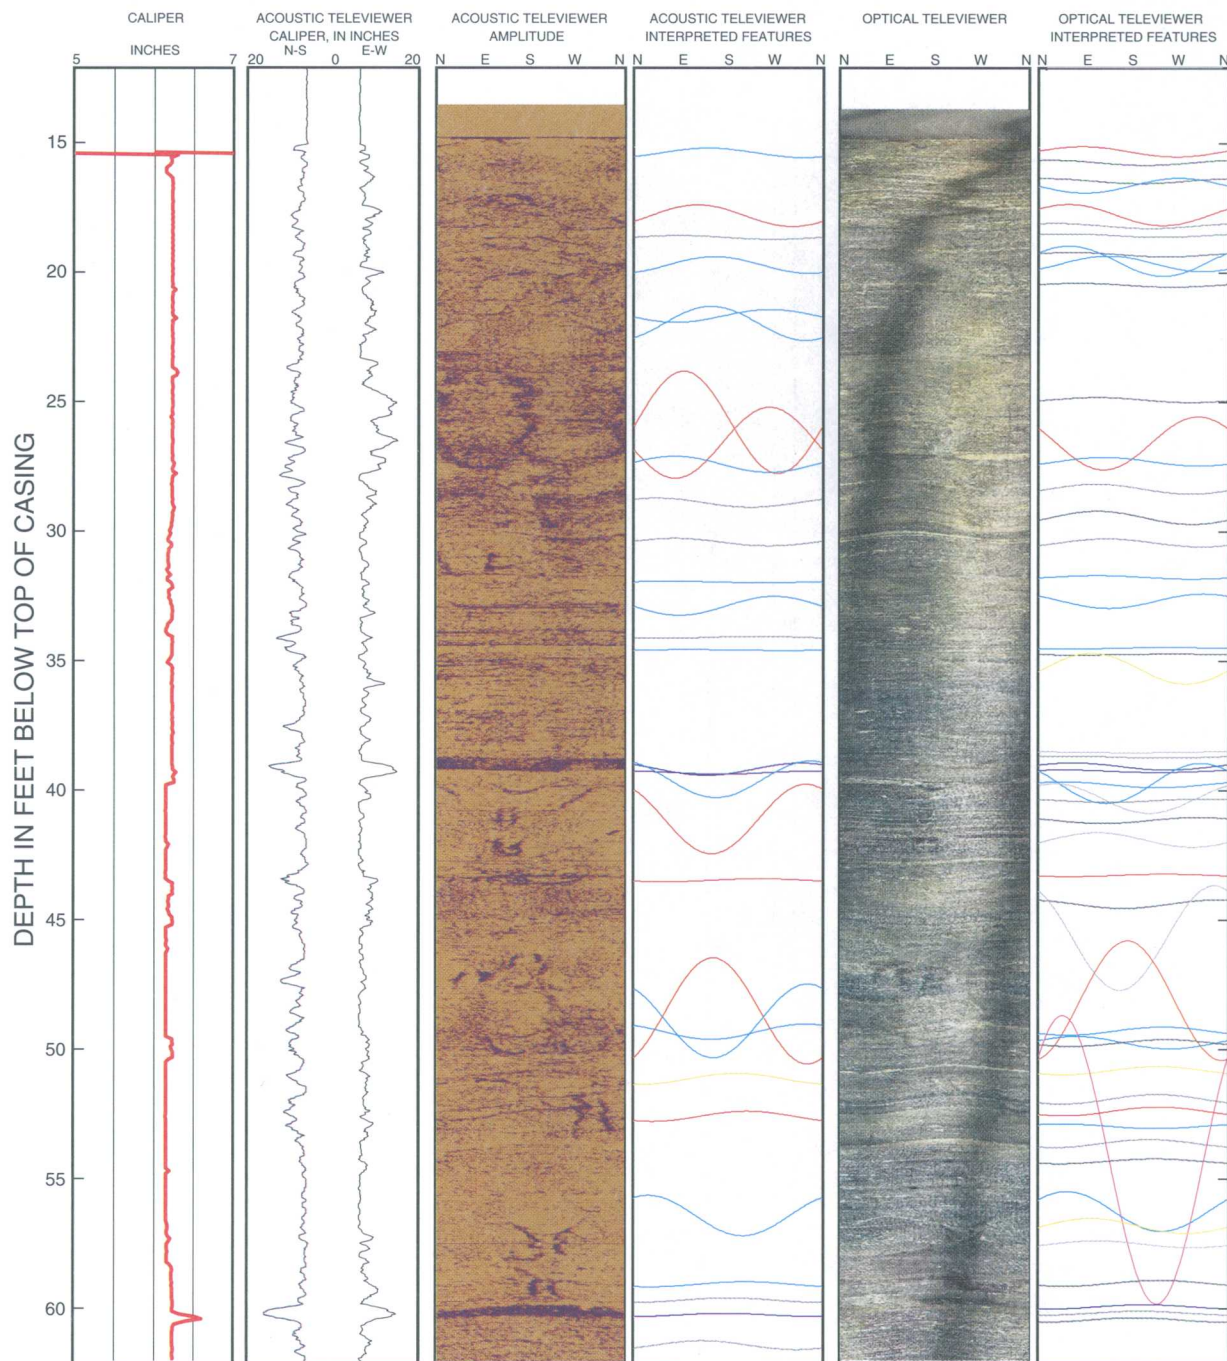 CALIPER
INCHES
5 7
ACOUSTIC TELEVIEWER
CALIPER, IN INCHES
N-S E-W
20 0 20
ACOUSTIC TELEVIEWER
AMPLITUDE
N E S W N
ACOUSTIC TELEVIEWER
INTERPRETED FEATURES
N E S W N
OPTICAL TELEVIEWER
N E S W N
OPTICAL TELEVIEWER
INTERPRETED FEATURES
N E S W N
DEPTH IN FEET BELOW TOP OF CASING
15
20
25
30
35
40
45
50
55
60